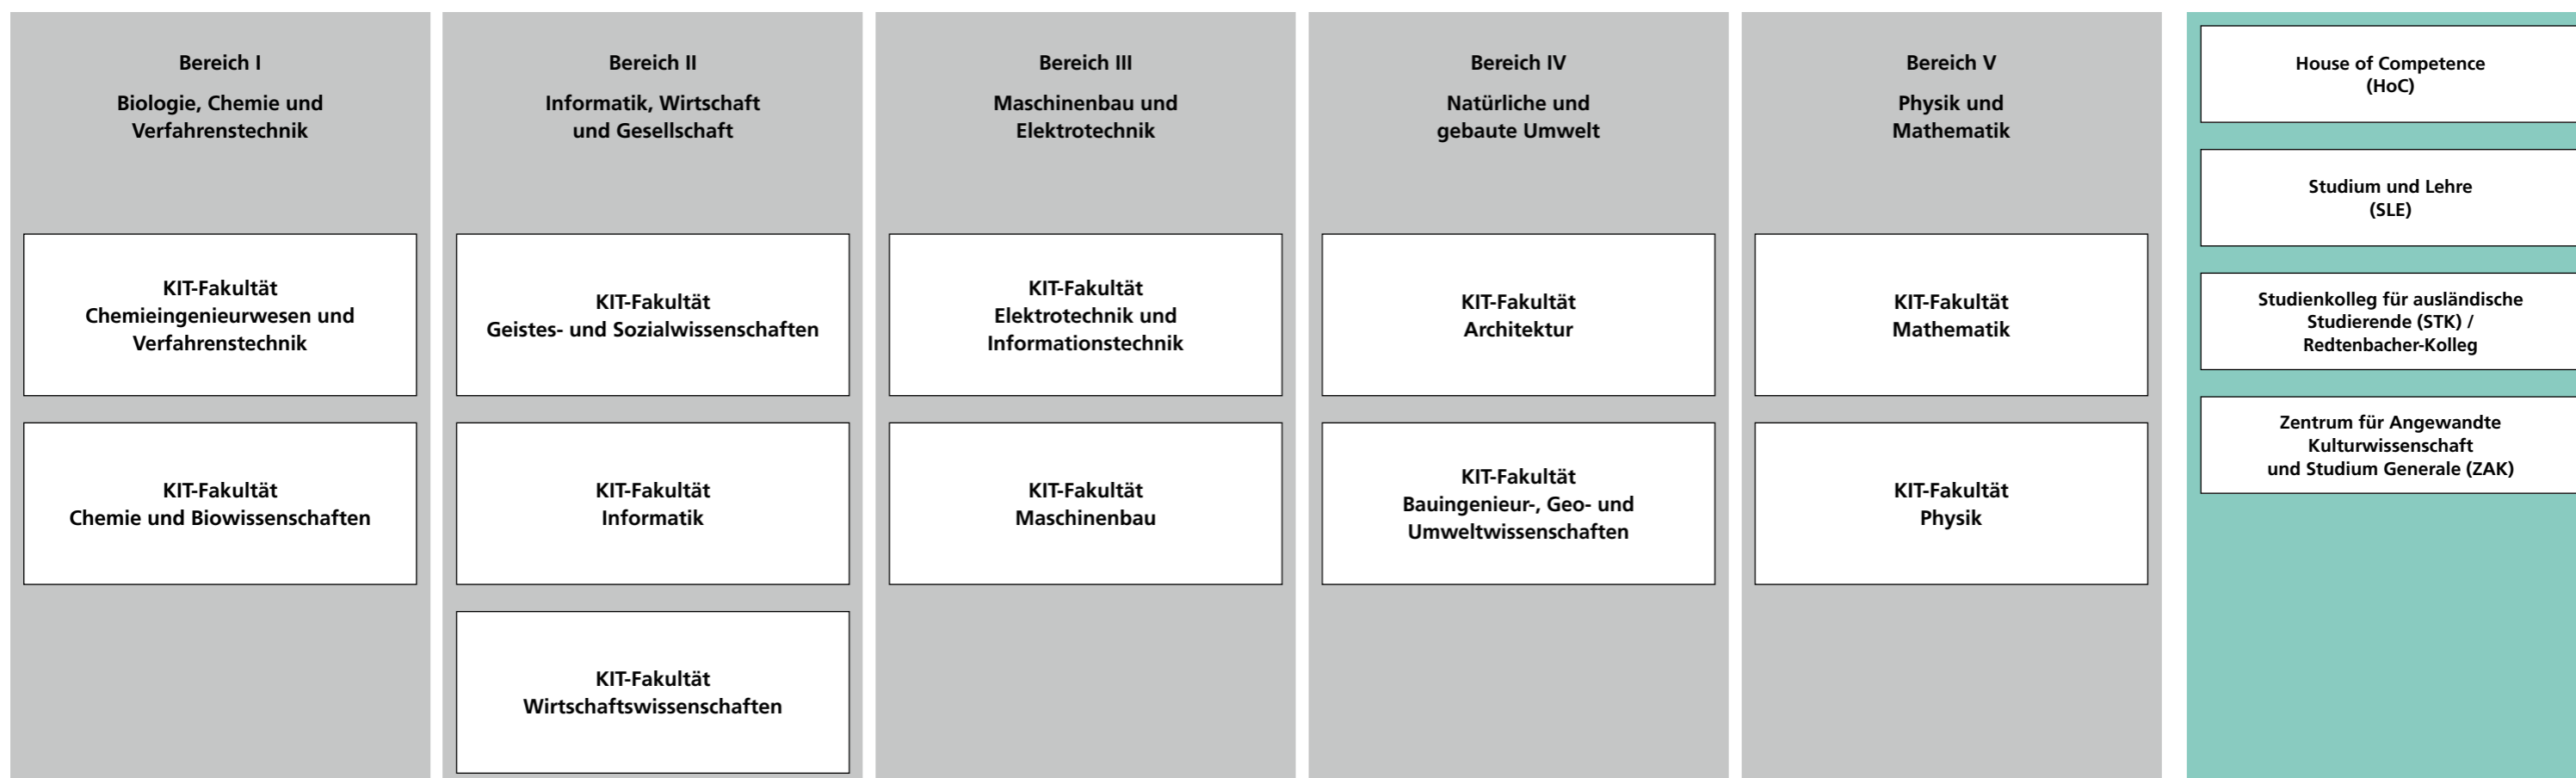 Bereich I
Biologie, Chemie und
Verfahrenstechnik
KIT-Fakultät
Chemieingenieurwesen und
Verfahrenstechnik
KIT-Fakultät
Chemie und Biowissenschaften
Bereich II
Informatik, Wirtschaft
und Gesellschaft
KIT-Fakultät
Geistes- und Sozialwissenschaften
KIT-Fakultät
Informatik
KIT-Fakultät
Wirtschaftswissenschaften
Bereich III
Maschinenbau und
Elektrotechnik
KIT-Fakultät
Elektrotechnik und
Informationstechnik
KIT-Fakultät
Maschinenbau
Bereich IV
Natürliche und
gebaute Umwelt
KIT-Fakultät
Architektur
KIT-Fakultät
Bauingenieur-, Geo- und
Umweltwissenschaften
Bereich V
Physik und
Mathematik
KIT-Fakultät
Mathematik
KIT-Fakultät
Physik
House of Competence
(HoC)
Studium und Lehre
(SLE)
Studienkolleg für ausländische
Studierende (STK) /
Redtenbacher-Kolleg
Zentrum für Angewandte
Kulturwissenschaft
und Studium Generale (ZAK)